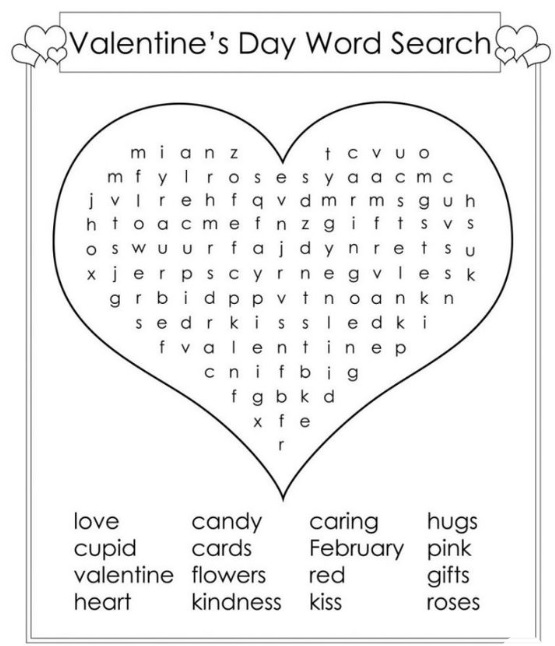 Valentine's Day Word Search
m i a n z t c v u o
m f y l r o s e s y a a c m c
j v l r e h f q v d m r m s g u h
h t o a c m e f n z g i f t s v s
o s w u u r f a j d y n r e t s u
x j e r p s c y r n e g v l e s k
g r b i d p p v t n o a n k n
s e d r k i s s l e d k i
f v a l e n t i n e p
c n i f b i g
f g b k d
x f e
r
love candy caring hugs
cupid cards February pink
valentine flowers red gifts
heart kindness kiss roses